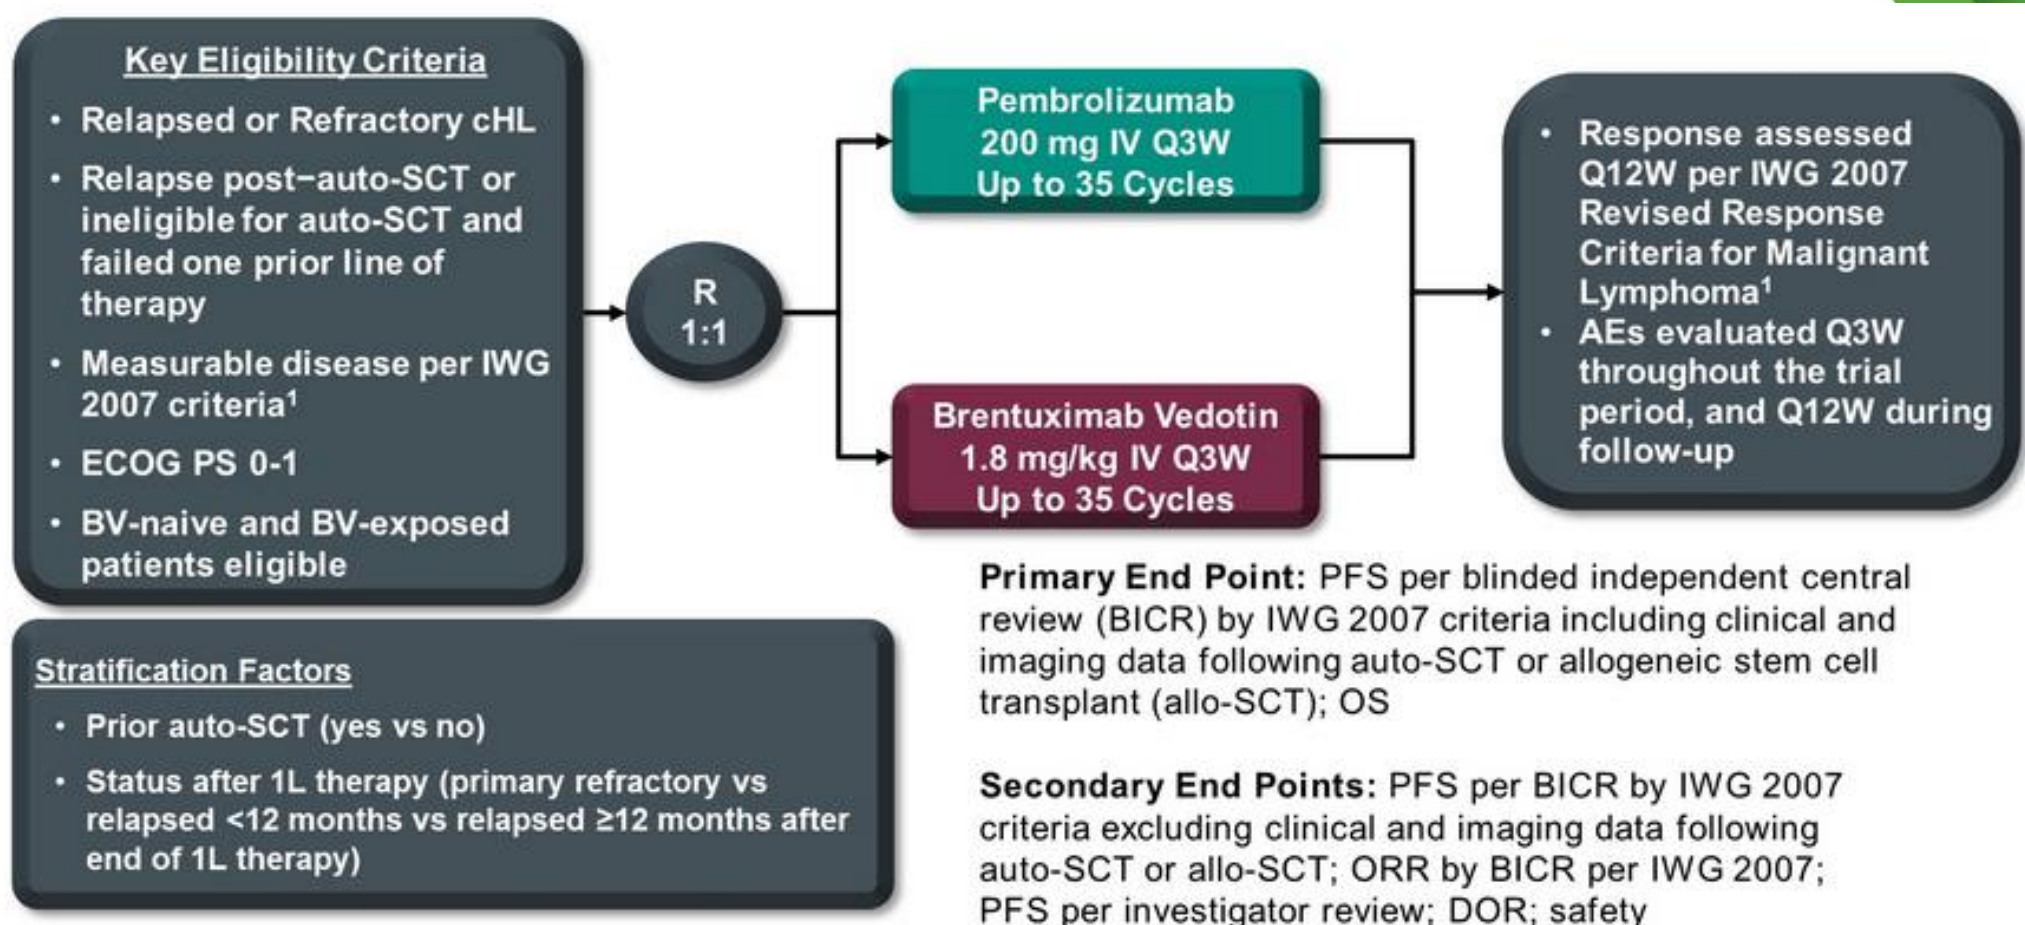 Key Eligibility Criteria
• Relapsed or Refractory cHL
• Relapse post−auto-SCT or
ineligible for auto-SCT and
failed one prior line of
therapy
• Measurable disease per IWG
2007 criteria¹
• ECOG PS 0-1
• BV-naive and BV-exposed
patients eligible
Stratification Factors
• Prior auto-SCT (yes vs no)
• Status after 1L therapy (primary refractory vs
relapsed <12 months vs relapsed ≥12 months after
end of 1L therapy)
R
1:1
Pembrolizumab
200 mg IV Q3W
Up to 35 Cycles
Brentuximab Vedotin
1.8 mg/kg IV Q3W
Up to 35 Cycles
• Response assessed
Q12W per IWG 2007
Revised Response
Criteria for Malignant
Lymphoma¹
• AEs evaluated Q3W
throughout the trial
period, and Q12W during
follow-up
Primary End Point: PFS per blinded independent central
review (BICR) by IWG 2007 criteria including clinical and
imaging data following auto-SCT or allogeneic stem cell
transplant (allo-SCT); OS
Secondary End Points: PFS per BICR by IWG 2007
criteria excluding clinical and imaging data following
auto-SCT or allo-SCT; ORR by BICR per IWG 2007;
PFS per investigator review; DOR; safety